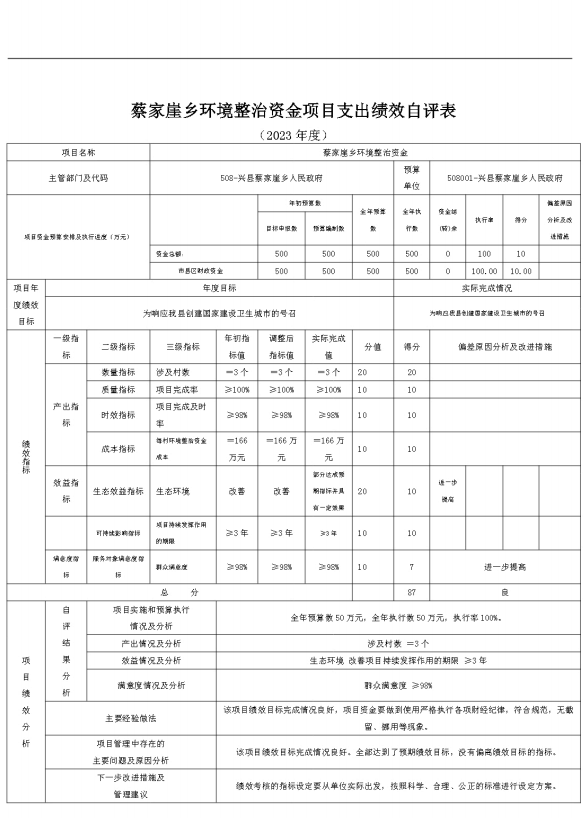 蔡家崖乡环境整治资金项目支出绩效自评表
（2023 年度）
项目名称 蔡家崖乡环境整治资金
主管部门及代码 508-兴县蔡家崖乡人民政府 预算单位 508001-兴县蔡家崖乡人民政府
项目资金预算安排及执行进度（万元） 年初预算数 全年预算数 全年执行数 资金结(转)余 执行率 得分 偏差原因分析及改进措施
目标申报数 预算编制数
资金总额: 500 500 500 500 0 100 10
市县区财政资金 500 500 500 500 0 100.00 10.00
项目年度绩效目标 年度目标 实际完成情况
为响应我县创建国家建设卫生城市的号召 为响应我县创建国家建设卫生城市的号召
绩效指标 一级指标 二级指标 三级指标 年初指标值 调整后指标值 实际完成值 分值 得分 偏差原因分析及改进措施
产出指标 数量指标 涉及村数 ＝3 个 ＝3 个 ＝3 个 20 20
质量指标 项目完成率 ≥100% ≥100% ≥100% 10 10
时效指标 项目完成及时率 ≥98% ≥98% ≥98% 10 10
成本指标 每村环境整治资金成本 ＝166 万元 ＝166 万元 ＝166 万元 10 10
效益指标 生态效益指标 生态环境 改善 改善 部分达成预期指标并具有一定效果 20 10 进一步提高
可持续影响指标 项目持续发挥作用的期限 ≥3 年 ≥3 年 ≥3 年 10 10
满意度指标 服务对象满意度指标 群众满意度 ≥98% ≥98% ≥98% 10 7 进一步提高
总 分 87 良
项目绩效分析 自评结果分析 项目实施和预算执行情况及分析 全年预算数 50 万元，全年执行数 50 万元，执行率 100%。
产出情况及分析 涉及村数 ＝3 个
效益情况及分析 生态环境 改善项目持续发挥作用的期限 ≥3 年
满意度情况及分析 群众满意度 ≥98%
主要经验做法 该项目绩效目标完成情况良好，项目资金要做到使用严格执行各项财经纪律，符合规范，无截留、挪用等现象。
项目管理中存在的主要问题及原因分析 该项目绩效目标完成情况良好。全部达到了预期绩效目标，没有偏离绩效目标的指标。
下一步改进措施及管理建议 绩效考核的指标设定要从单位实际出发，按照科学、合理、公正的标准进行设定方案。